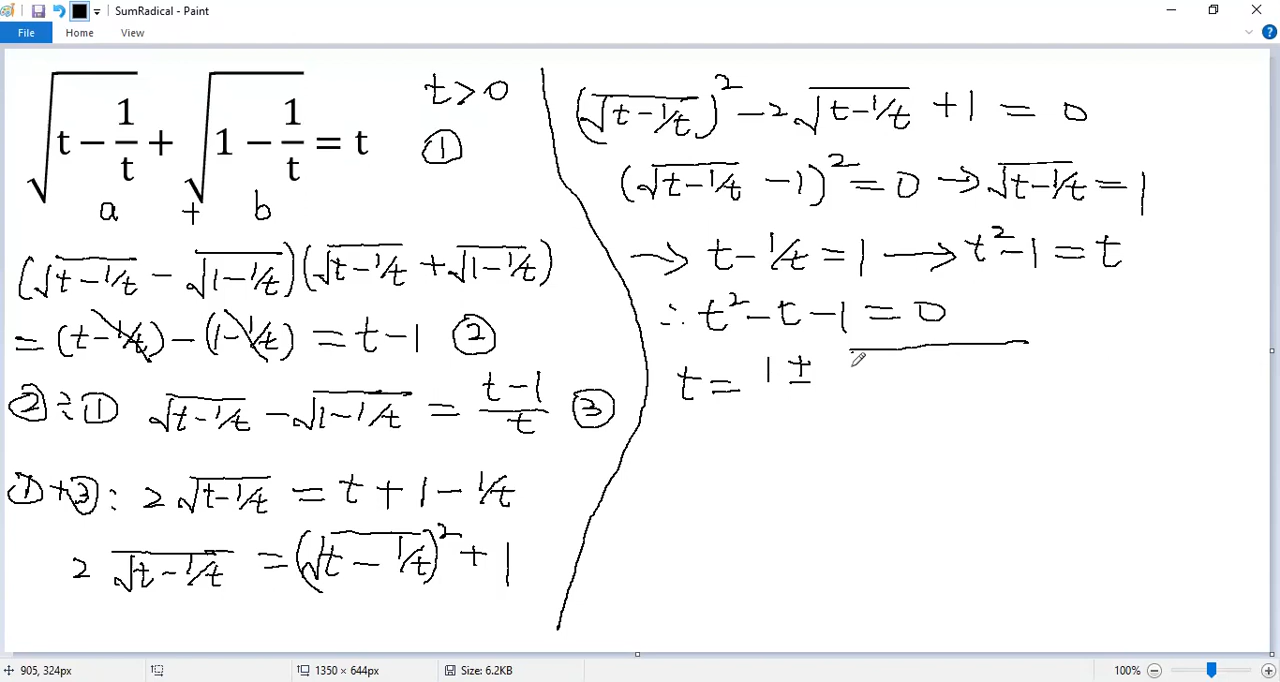 SumRadical - Paint
File Home View
√(t − 1/t) + √(1 − 1/t) = t
t > 0
①
a + b
(√(t−1/t) − √(1−1/t))(√(t−1/t) + √(1−1/t))
= (t − 1/t) − (1 − 1/t) = t − 1 ②
② ÷ ① √(t−1/t) − √(1−1/t) = (t−1)/t ③
① + ③ : 2√(t−1/t) = t + 1 − 1/t
2√(t−1/t) = (√(t − 1/t))² + 1
(√(t−1/t))² − 2√(t−1/t) + 1 = 0
(√(t−1/t) − 1)² = 0 → √(t−1/t) = 1
→ t − 1/t = 1 → t² − 1 = t
∴ t² − t − 1 = 0
t = 1 ±
905, 324px 1350 × 644px Size: 6.2KB 100%